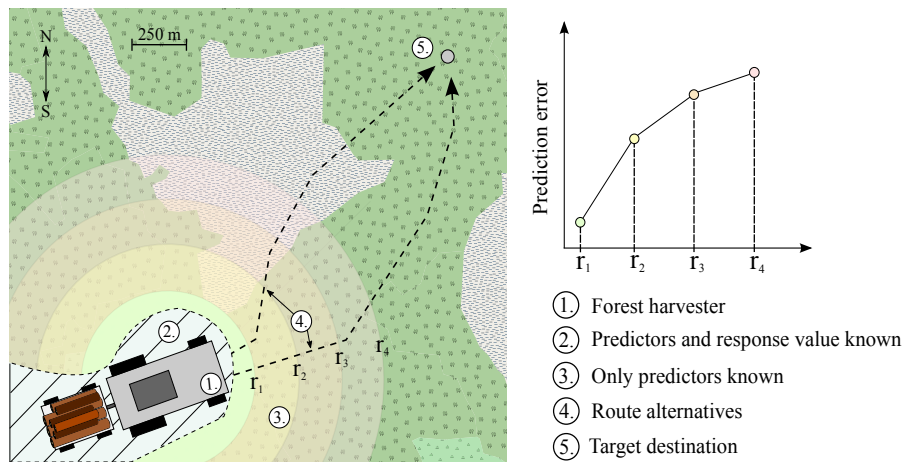 N
S
250 m
5.
2.
4.
1.
3.
r1
r2
r3
r4
Prediction error
r1
r2
r3
r4
1. Forest harvester
2. Predictors and response value known
3. Only predictors known
4. Route alternatives
5. Target destination